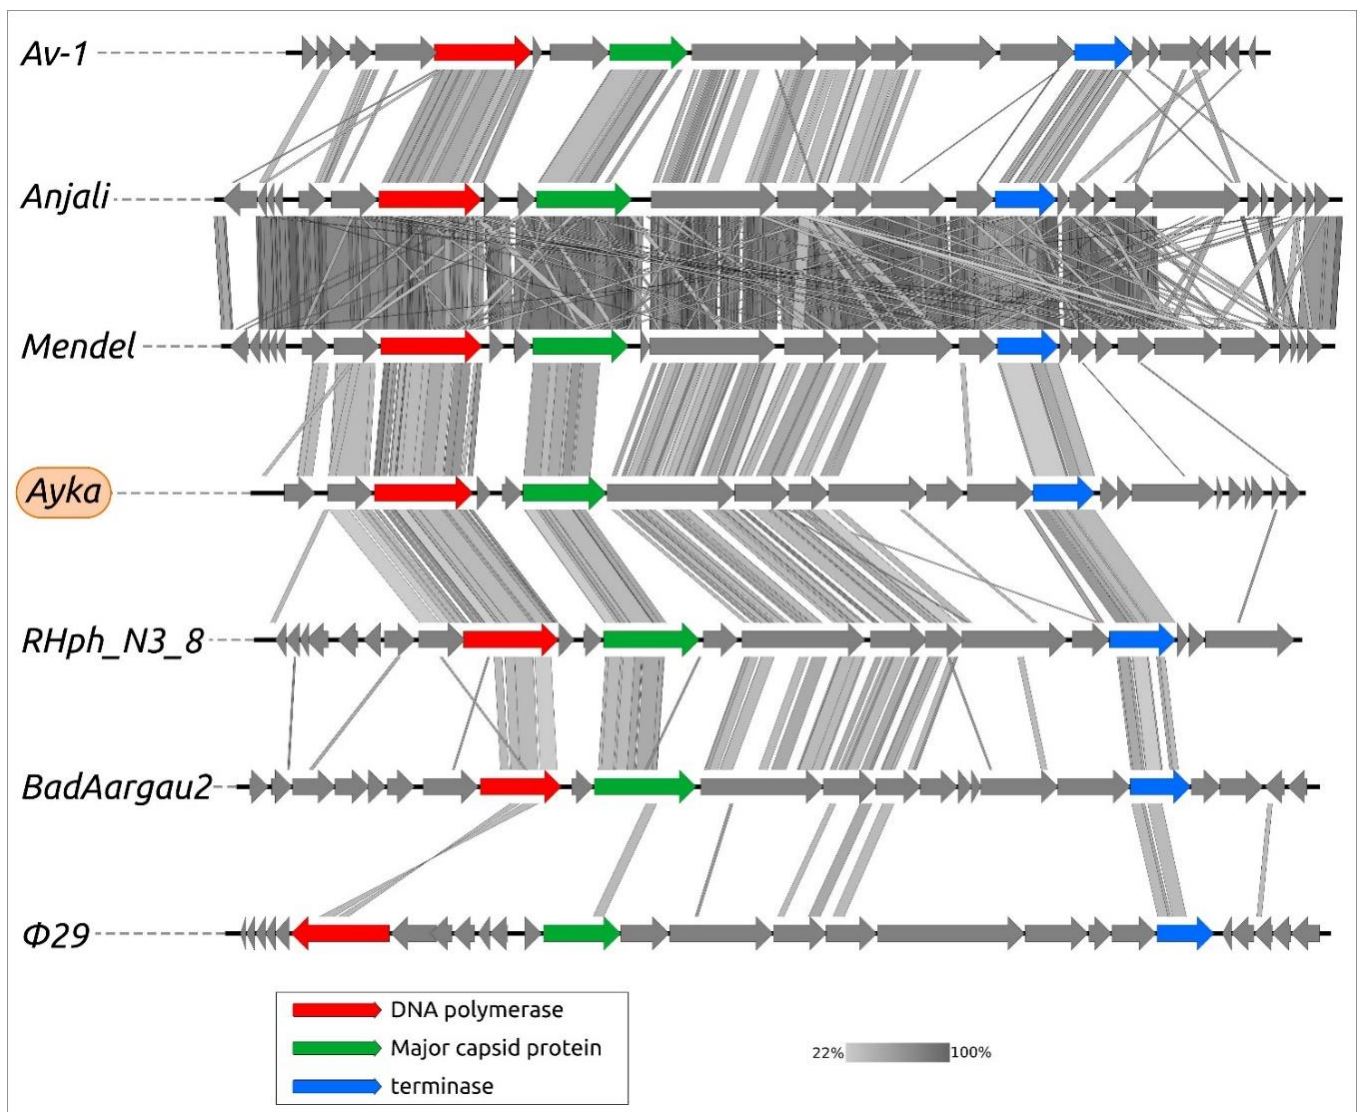 Av-1
Anjali
Mendel
Ayka
RHph_N3_8
BadAargau2
Φ29
DNA polymerase
Major capsid protein
terminase
22% 100%